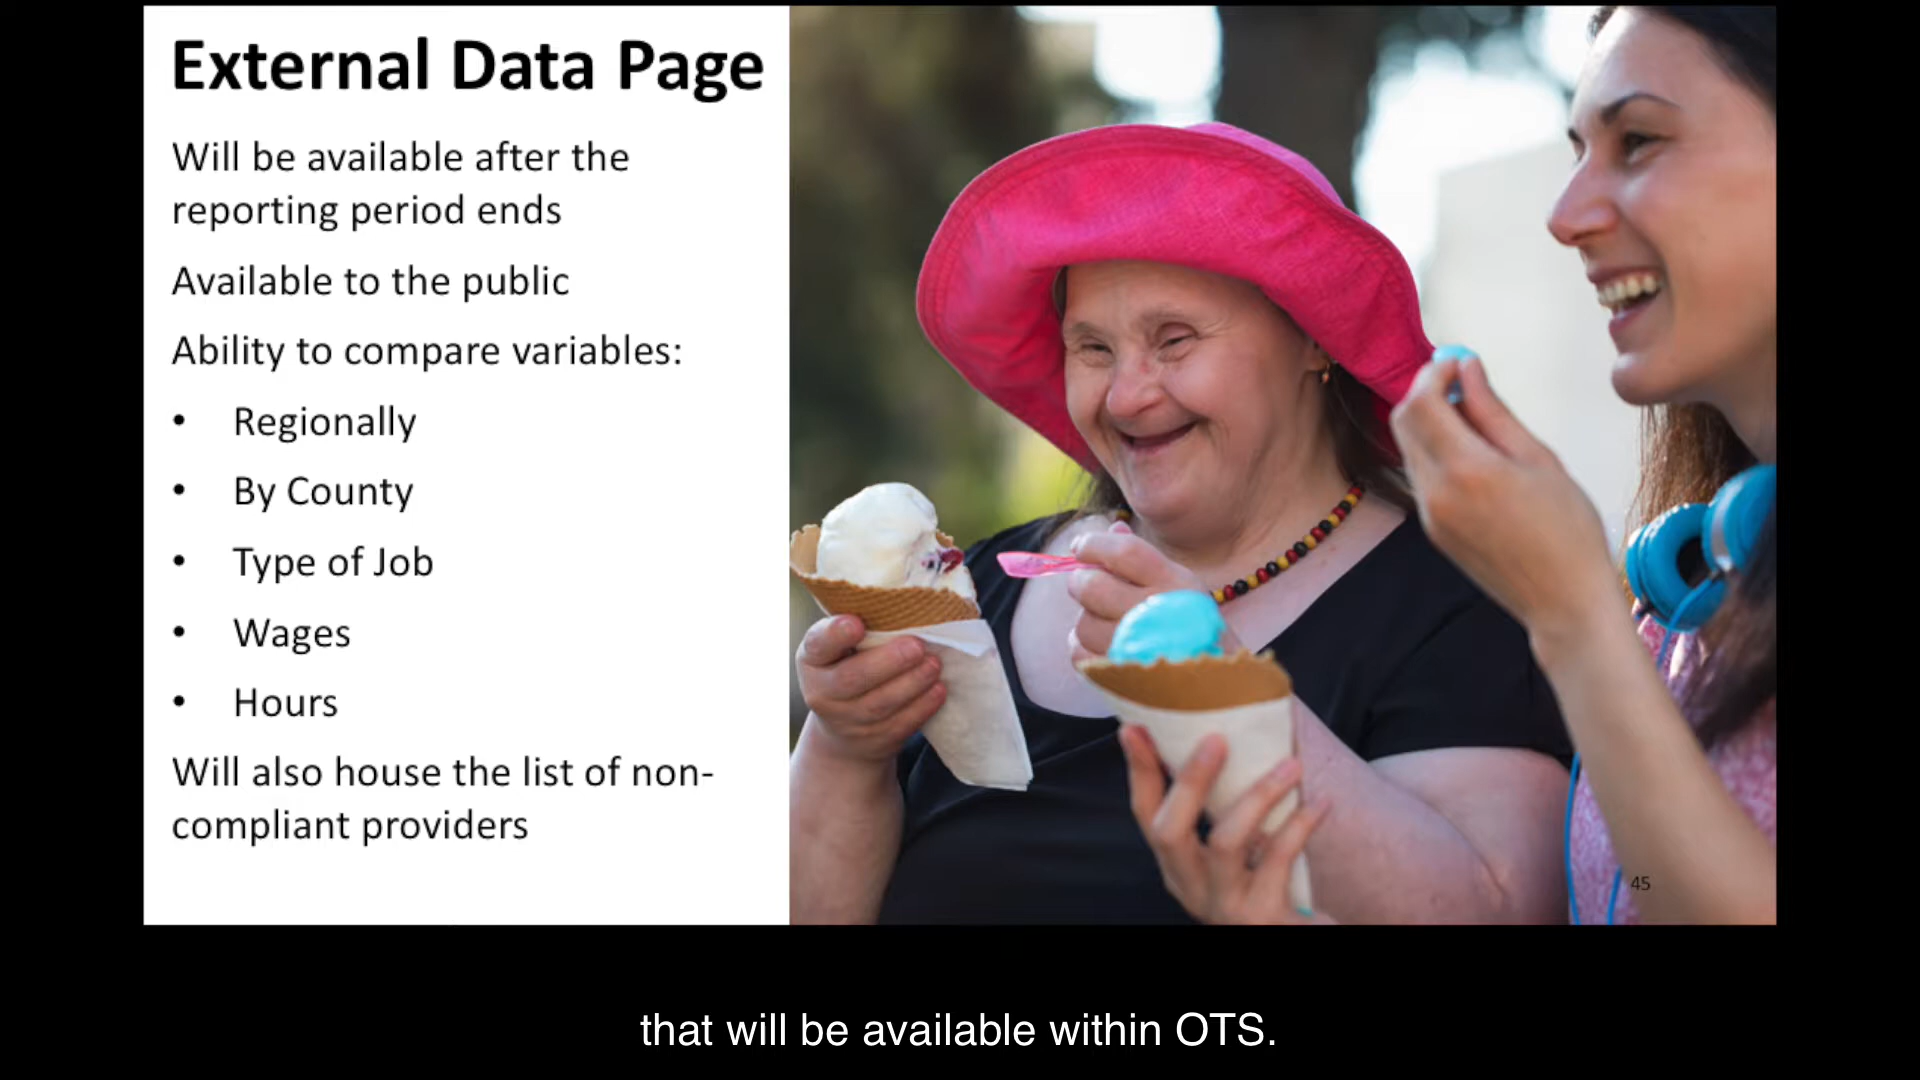 External Data Page
Will be available after the
reporting period ends
Available to the public
Ability to compare variables:
• Regionally
• By County
• Type of Job
• Wages
• Hours
Will also house the list of non-
compliant providers
45
that will be available within OTS.